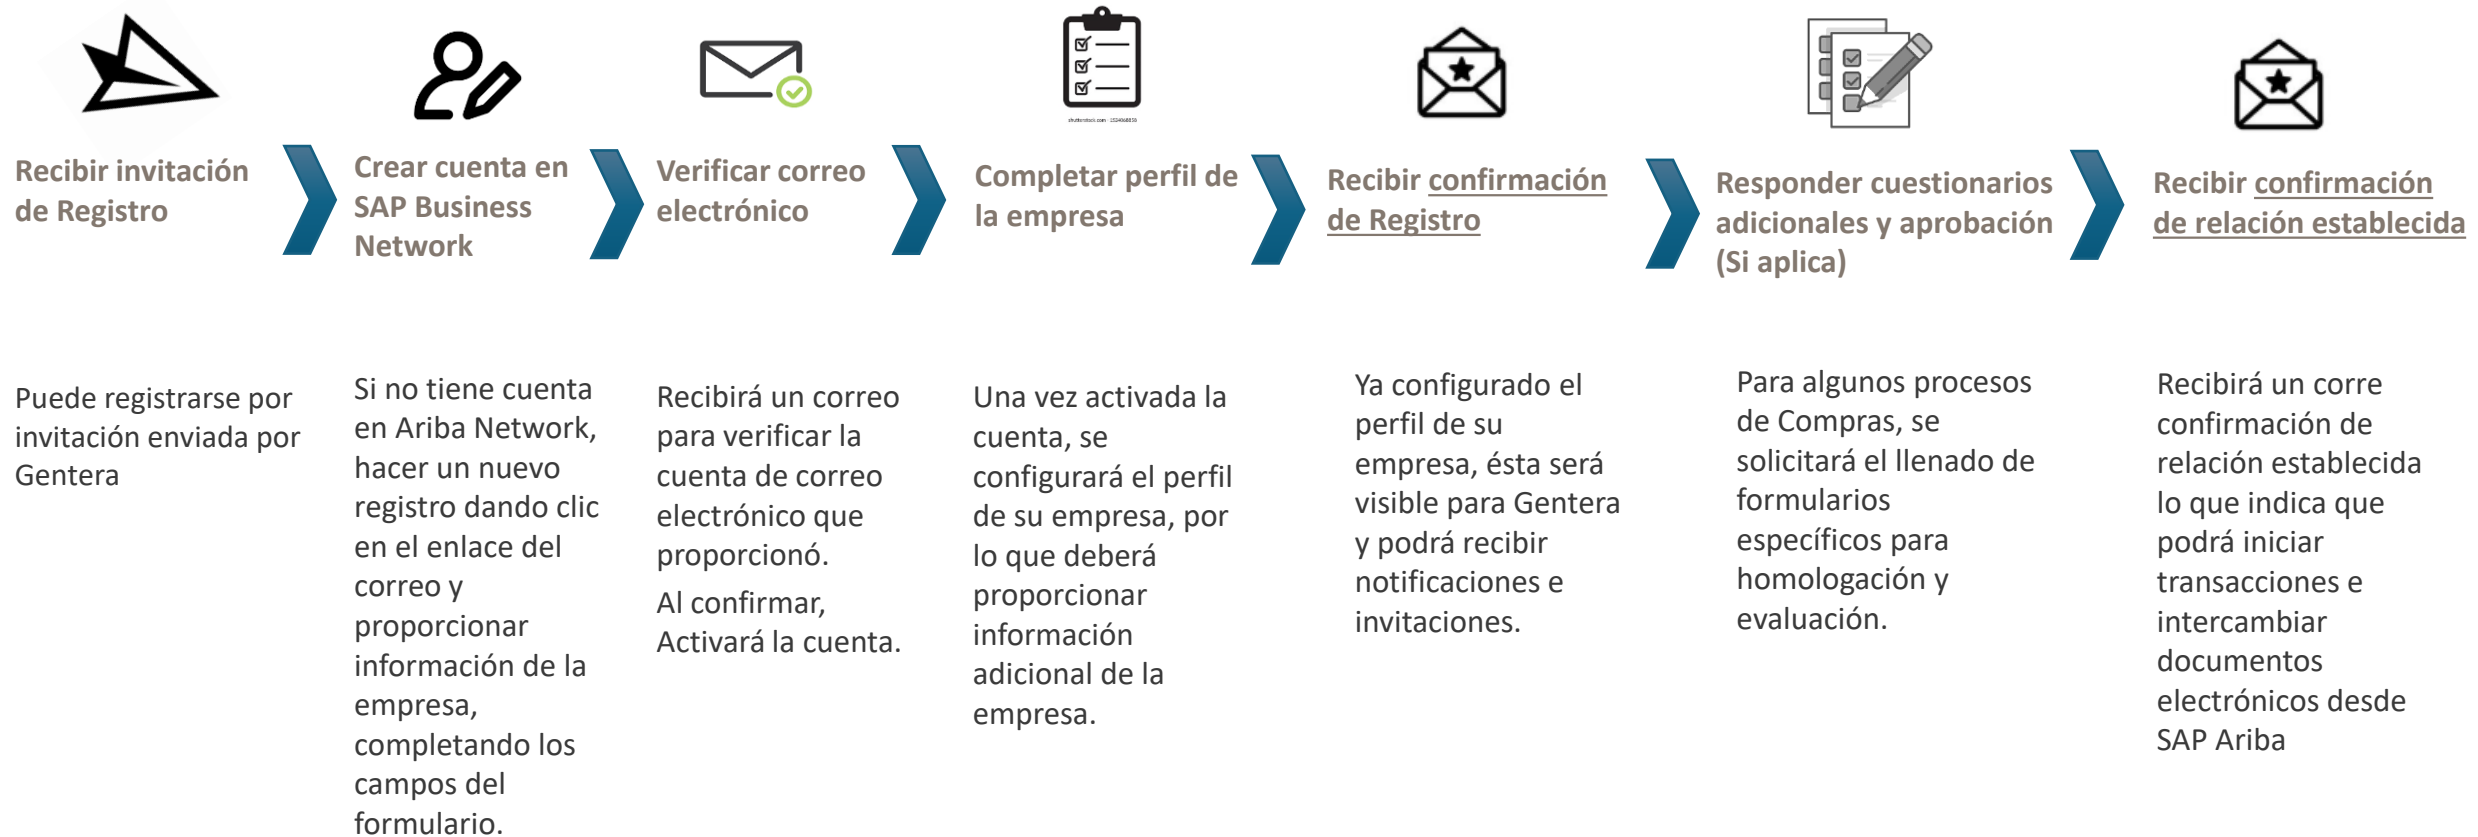 shutterstock.com · 1524068858
Recibir invitación
de Registro
Crear cuenta en
SAP Business
Network
Verificar correo
electrónico
Completar perfil de
la empresa
Recibir confirmación
de Registro
Responder cuestionarios
adicionales y aprobación
(Si aplica)
Recibir confirmación
de relación establecida
Puede registrarse por
invitación enviada por
Gentera
Si no tiene cuenta
en Ariba Network,
hacer un nuevo
registro dando clic
en el enlace del
correo y
proporcionar
información de la
empresa,
completando los
campos del
formulario.
Recibirá un correo
para verificar la
cuenta de correo
electrónico que
proporcionó.
Al confirmar,
Activará la cuenta.
Una vez activada la
cuenta, se
configurará el perfil
de su empresa, por
lo que deberá
proporcionar
información
adicional de la
empresa.
Ya configurado el
perfil de su
empresa, ésta será
visible para Gentera
y podrá recibir
notificaciones e
invitaciones.
Para algunos procesos
de Compras, se
solicitará el llenado de
formularios
específicos para
homologación y
evaluación.
Recibirá un corre
confirmación de
relación establecida
lo que indica que
podrá iniciar
transacciones e
intercambiar
documentos
electrónicos desde
SAP Ariba